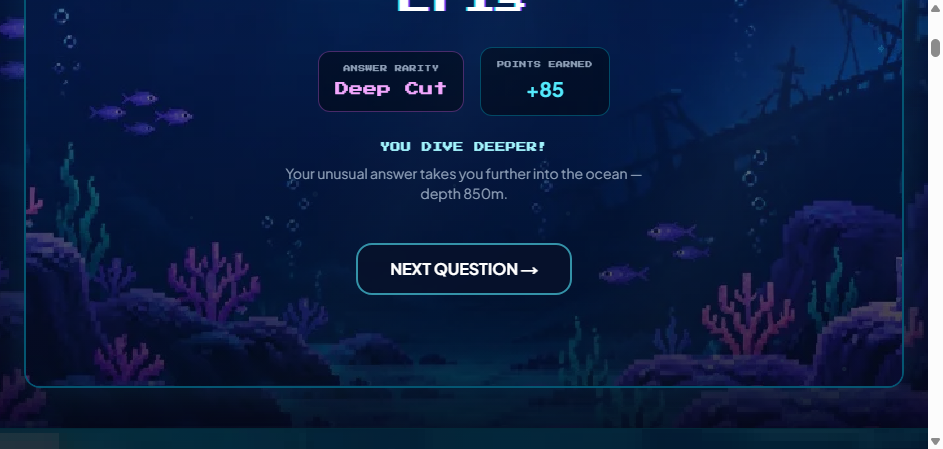 ANSWER RARITY
Deep Cut
POINTS EARNED
+85
YOU DIVE DEEPER!
Your unusual answer takes you further into the ocean —
depth 850m.
NEXT QUESTION →